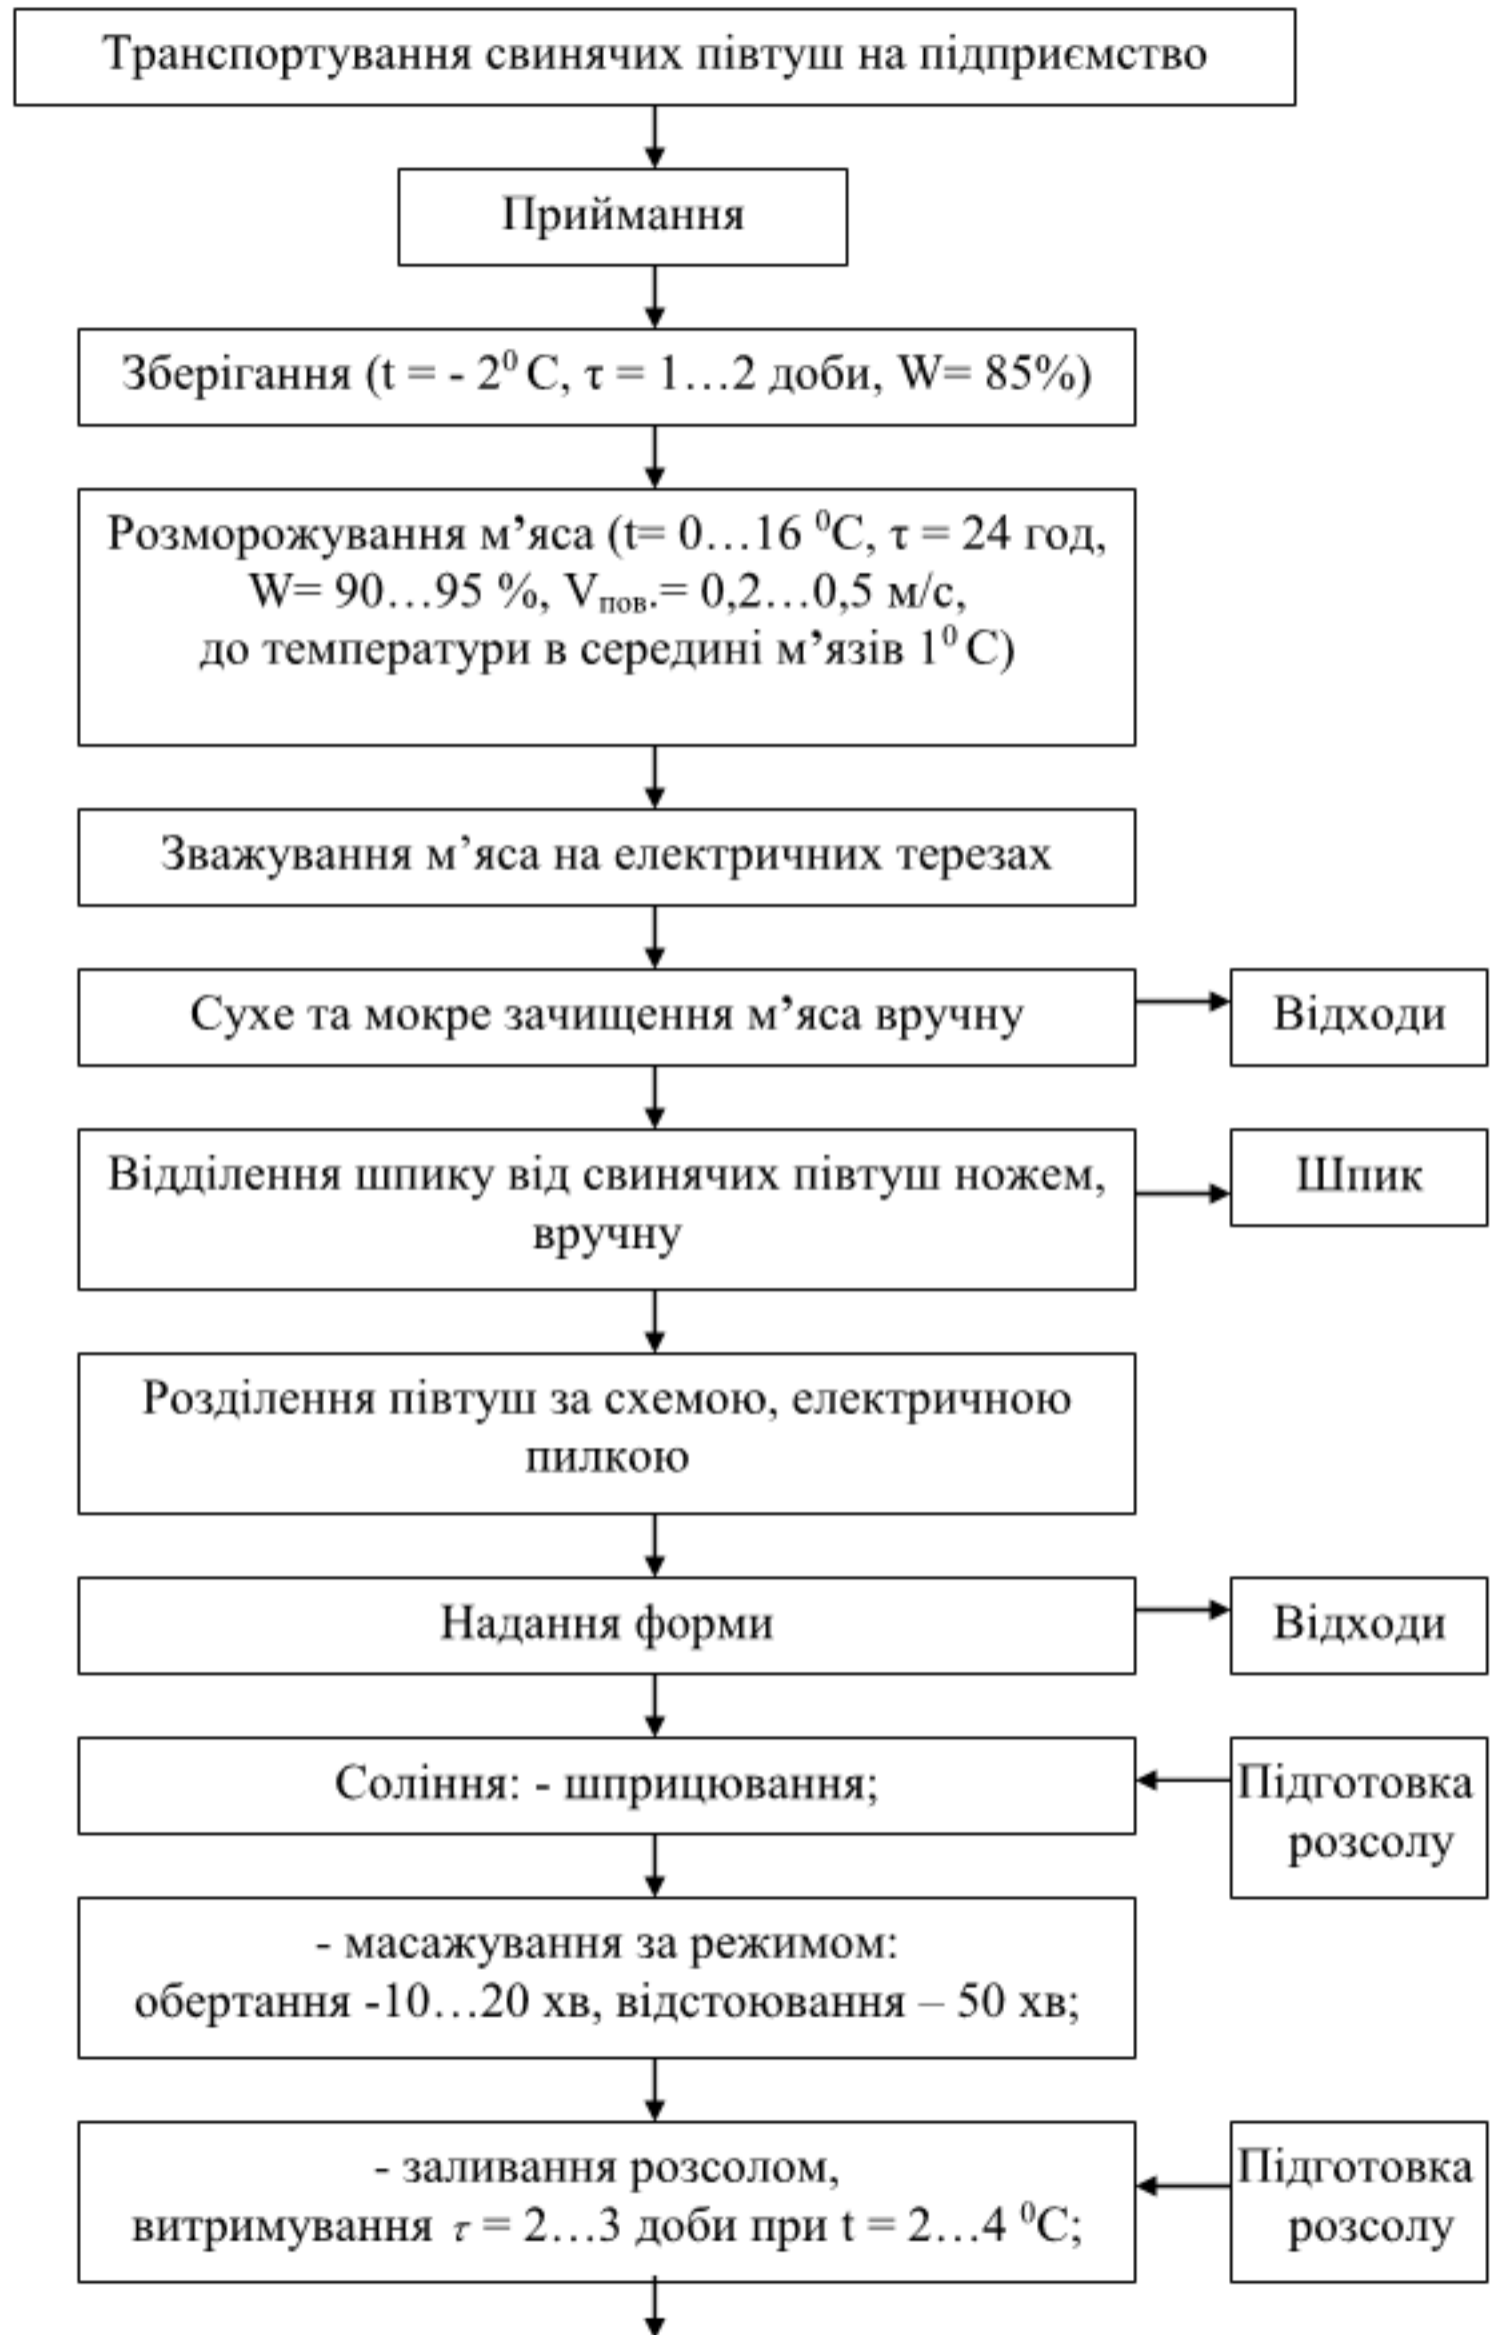 Транспортування свинячих півтуш на підприємство
Приймання
Зберігання (t = - 2⁰ С, τ = 1…2 доби, W= 85%)
Розморожування м’яса (t= 0…16 ⁰С, τ = 24 год,
W= 90…95 %, Vпов.= 0,2…0,5 м/с,
до температури в середині м’язів 1⁰ С)
Зважування м’яса на електричних терезах
Сухе та мокре зачищення м’яса вручну
Відходи
Відділення шпику від свинячих півтуш ножем,
вручну
Шпик
Розділення півтуш за схемою, електричною
пилкою
Надання форми
Відходи
Соління: - шприцювання;
Підготовка
розсолу
- масажування за режимом:
обертання -10…20 хв, відстоювання – 50 хв;
- заливання розсолом,
витримування τ = 2…3 доби при t = 2…4 ⁰С;
Підготовка
розсолу